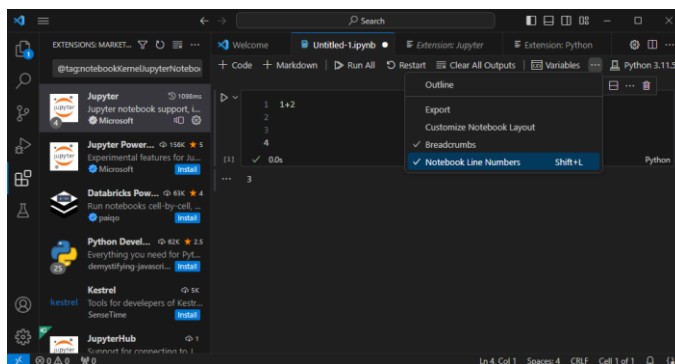 Search
EXTENSIONS: MARKET...
Welcome
Untitled-1.ipynb
Extension: Jupyter
Extension: Python
@tag:notebookKernelJupyterNotebo
+ Code + Markdown
Run All
Restart
Clear All Outputs
Variables
...
Python 3.11.5
Jupyter
1098ms
Jupyter notebook support, i...
Microsoft
4
Jupyter Power... 156K ★ 5
Experimental features for Ju...
Microsoft
Install
Databricks Pow... 63K ★ 4
Run notebooks cell-by-cell, ...
paiqo
Install
Python Devel... 62K ★ 2.5
Everything you need for Pyt...
demystifying-javascri...
Install
25
Kestrel 5K
kestrel
Tools for develepers of Kestr...
SenseTime
Install
JupyterHub 1
Support for connecting to J...
1 1+2
2
3
4
[1] ✓ 0.0s
Python
... 3
Outline
Export
Customize Notebook Layout
✓ Breadcrumbs
✓ Notebook Line Numbers Shift+L
0 0 0
Ln 4, Col 1 Spaces: 4 CRLF Cell 1 of 1